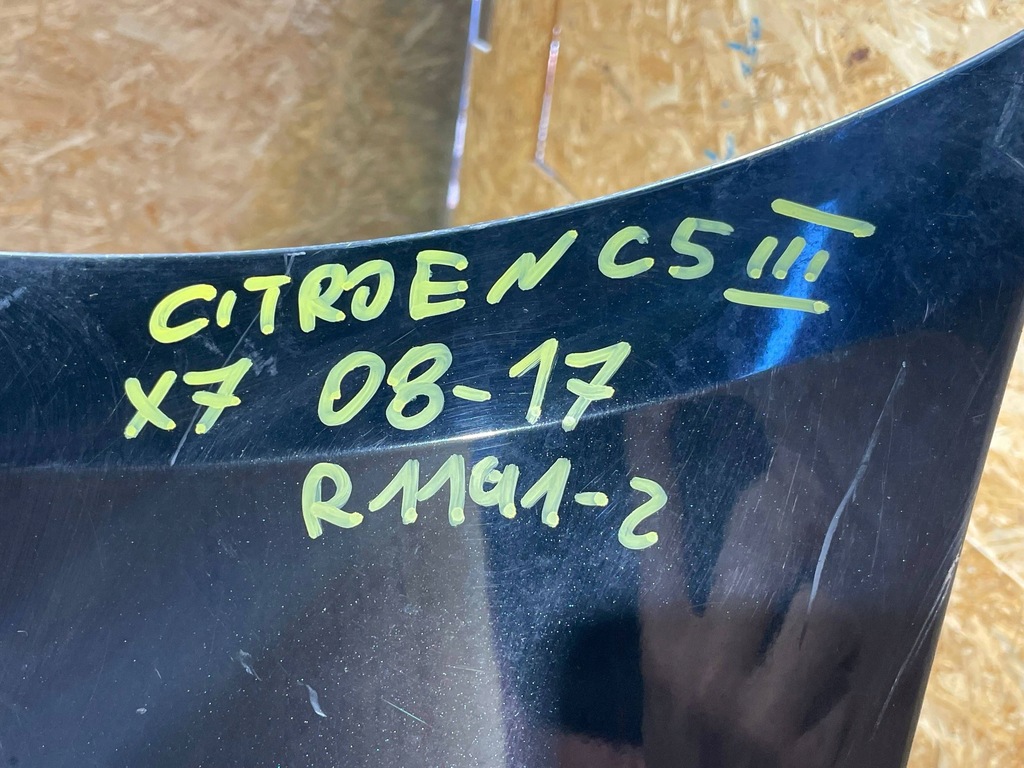 CITROEN C5 III
X7 08-17
R1191-2